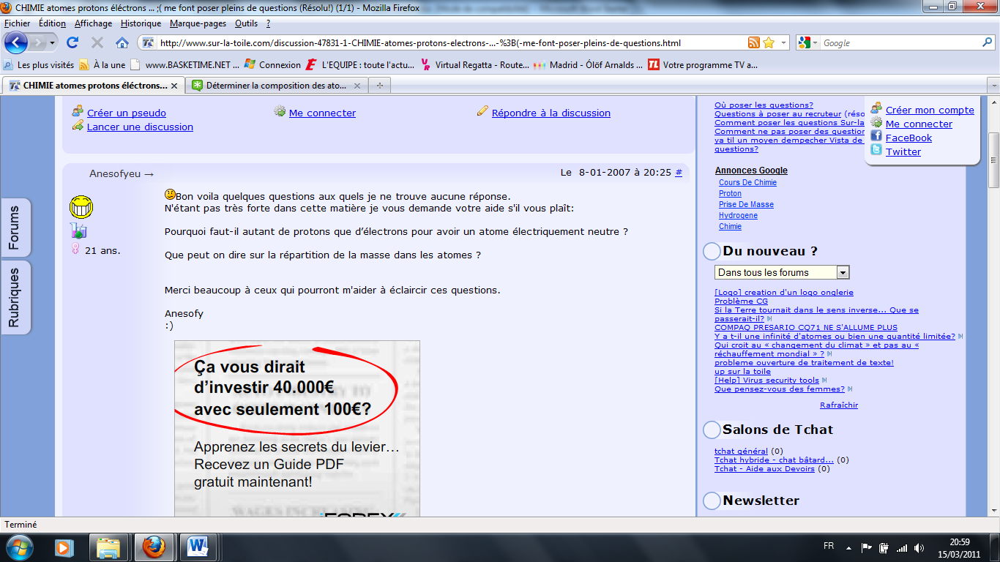 CHIMIE atomes protons éléctrons ... ;( me font poser pleins de questions (Résolu!) (1/1) - Mozilla Firefox
Fichier Édition Affichage Historique Marque-pages Outils ?
http://www.sur-la-toile.com/discussion-47831-1-CHIMIE-atomes-protons-electrons-...-%3B(-me-font-poser-pleins-de-questions.html
Google
Les plus visités À la une www.BASKETIME.NET ... Connexion L'EQUIPE : toute l'actu... Virtual Regatta - Route... Madrid - Ólöf Arnalds ... Votre programme TV a...
CHIMIE atomes protons éléctrons... Déterminer la composition des ato...
Créer un pseudo Me connecter Répondre à la discussion
Lancer une discussion
Anesofyeu → Le 8-01-2007 à 20:25 #
Bon voila quelques questions aux quels je ne trouve aucune réponse.
N'étant pas très forte dans cette matière je vous demande votre aide s'il vous plaît:
Pourquoi faut-il autant de protons que d’électrons pour avoir un atome électriquement neutre ?
21 ans.
Que peut on dire sur la répartition de la masse dans les atomes ?
Merci beaucoup à ceux qui pourront m'aider à éclaircir ces questions.
Anesofy
:)
Forums
Rubriques
Ça vous dirait
d’investir 40.000€
avec seulement 100€?
Apprenez les secrets du levier…
Recevez un Guide PDF
gratuit maintenant!
iFOREX
Où poser les questions?
Questions à poser au recruteur (réso
Comment poser les questions Sur-la
Comment ne pas poser des question
ya til un moyen dempecher Vista de
questions?
Créer mon compte
Me connecter
FaceBook
Twitter
Annonces Google
Cours De Chimie
Proton
Prise De Masse
Hydrogene
Chimie
Du nouveau ?
Dans tous les forums
[Logo] creation d'un logo onglerie
Problème CG
Si la Terre tournait dans le sens inverse... Que se
passerait-il?
COMPAQ PRESARIO CQ71 NE S'ALLUME PLUS
Y a t-il une infinité d'atomes ou bien une quantité limitée?
Qui croit au « changement du climat » et pas au «
réchauffement mondial » ?
probleme ouverture de traitement de texte!
up sur la toile
[Help] Virus security tools
Que pensez-vous des femmes?
Rafraîchir
Salons de Tchat
tchat général (0)
Tchat hybride - chat bâtard... (0)
Tchat - Aide aux Devoirs (0)
Newsletter
Terminé
FR
20:59
15/03/2011